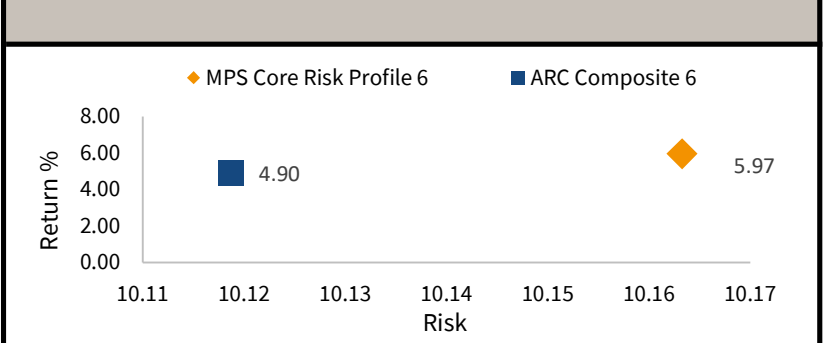 MPS Core Risk Profile 6 ARC Composite 6
8.00
6.00
4.00
2.00
0.00
Return %
4.90
5.97
10.11 10.12 10.13 10.14 10.15 10.16 10.17
Risk